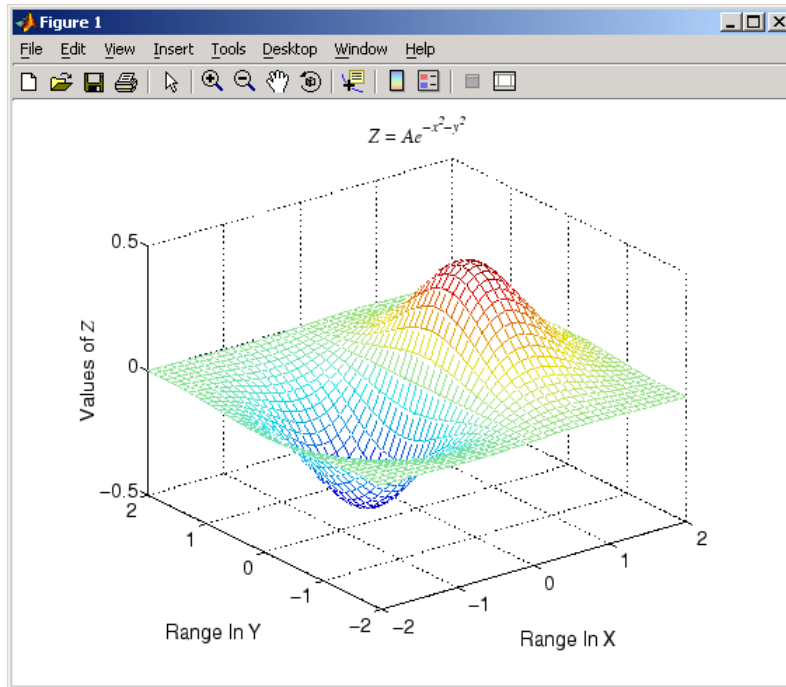 Figure 1
File Edit View Insert Tools Desktop Window Help
Z = Ae^{-x^2-y^2}
0.5
0
−0.5
Values of Z
2
1
0
−1
−2
Range In Y
−2
−1
0
1
2
Range In X